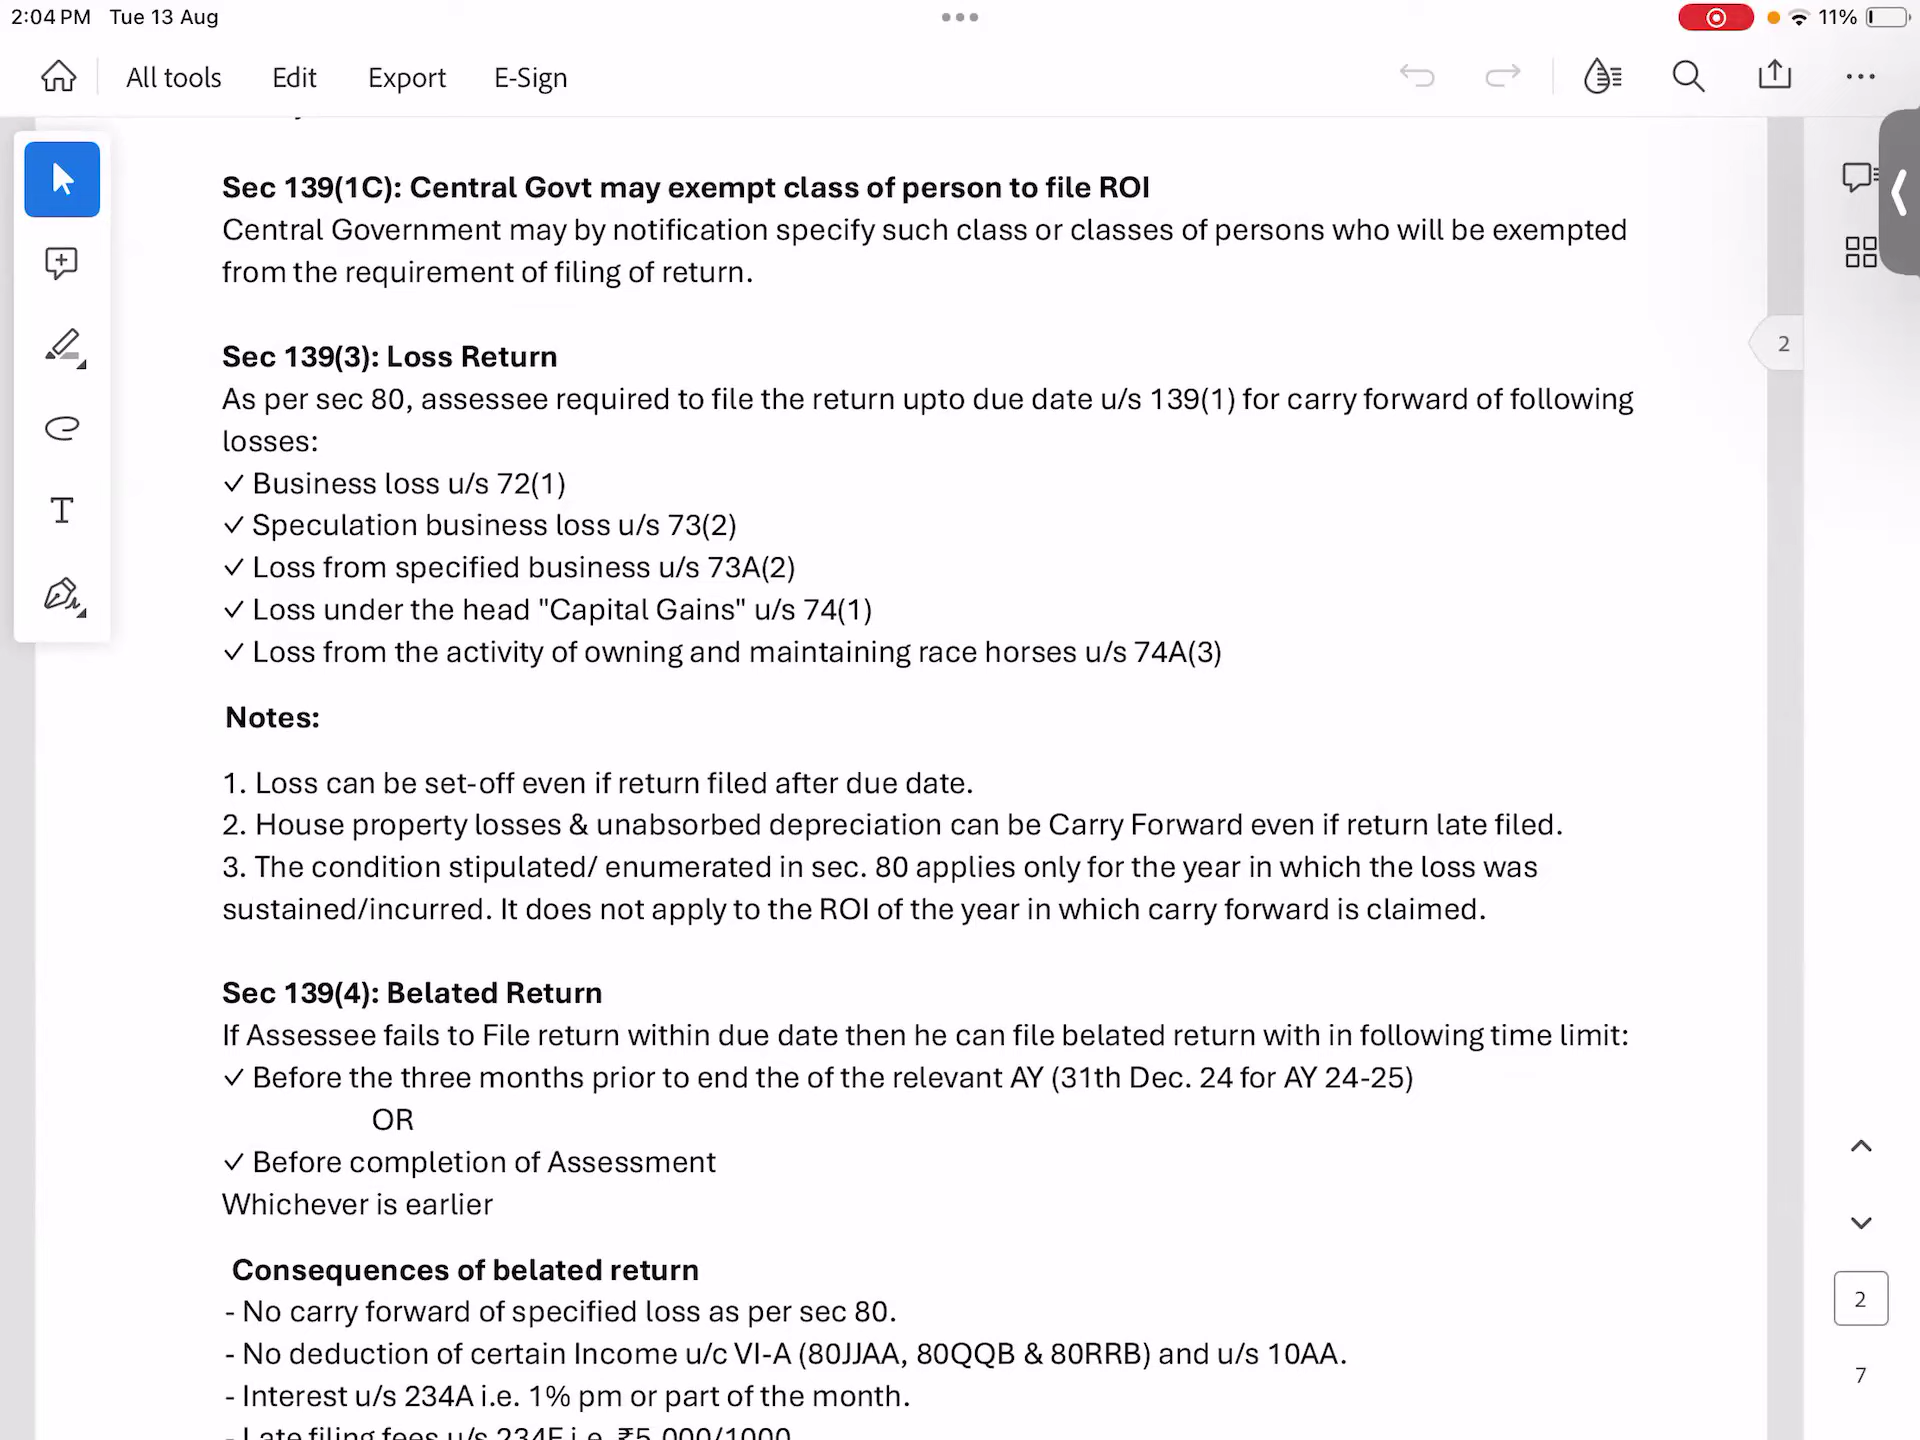 2:04 PM Tue 13 Aug
11%
All tools Edit Export E-Sign
Sec 139(1C): Central Govt may exempt class of person to file ROI
Central Government may by notification specify such class or classes of persons who will be exempted
from the requirement of filing of return.
2
Sec 139(3): Loss Return
As per sec 80, assessee required to file the return upto due date u/s 139(1) for carry forward of following
losses:
✓ Business loss u/s 72(1)
✓ Speculation business loss u/s 73(2)
✓ Loss from specified business u/s 73A(2)
✓ Loss under the head "Capital Gains" u/s 74(1)
✓ Loss from the activity of owning and maintaining race horses u/s 74A(3)
Notes:
1. Loss can be set-off even if return filed after due date.
2. House property losses & unabsorbed depreciation can be Carry Forward even if return late filed.
3. The condition stipulated/ enumerated in sec. 80 applies only for the year in which the loss was
sustained/incurred. It does not apply to the ROI of the year in which carry forward is claimed.
Sec 139(4): Belated Return
If Assessee fails to File return within due date then he can file belated return with in following time limit:
✓ Before the three months prior to end the of the relevant AY (31th Dec. 24 for AY 24-25)
OR
✓ Before completion of Assessment
Whichever is earlier
Consequences of belated return
- No carry forward of specified loss as per sec 80.
- No deduction of certain Income u/c VI-A (80JJAA, 80QQB & 80RRB) and u/s 10AA.
- Interest u/s 234A i.e. 1% pm or part of the month.
- Late filing fees u/s 234F i.e. ₹5,000/1000
2
7